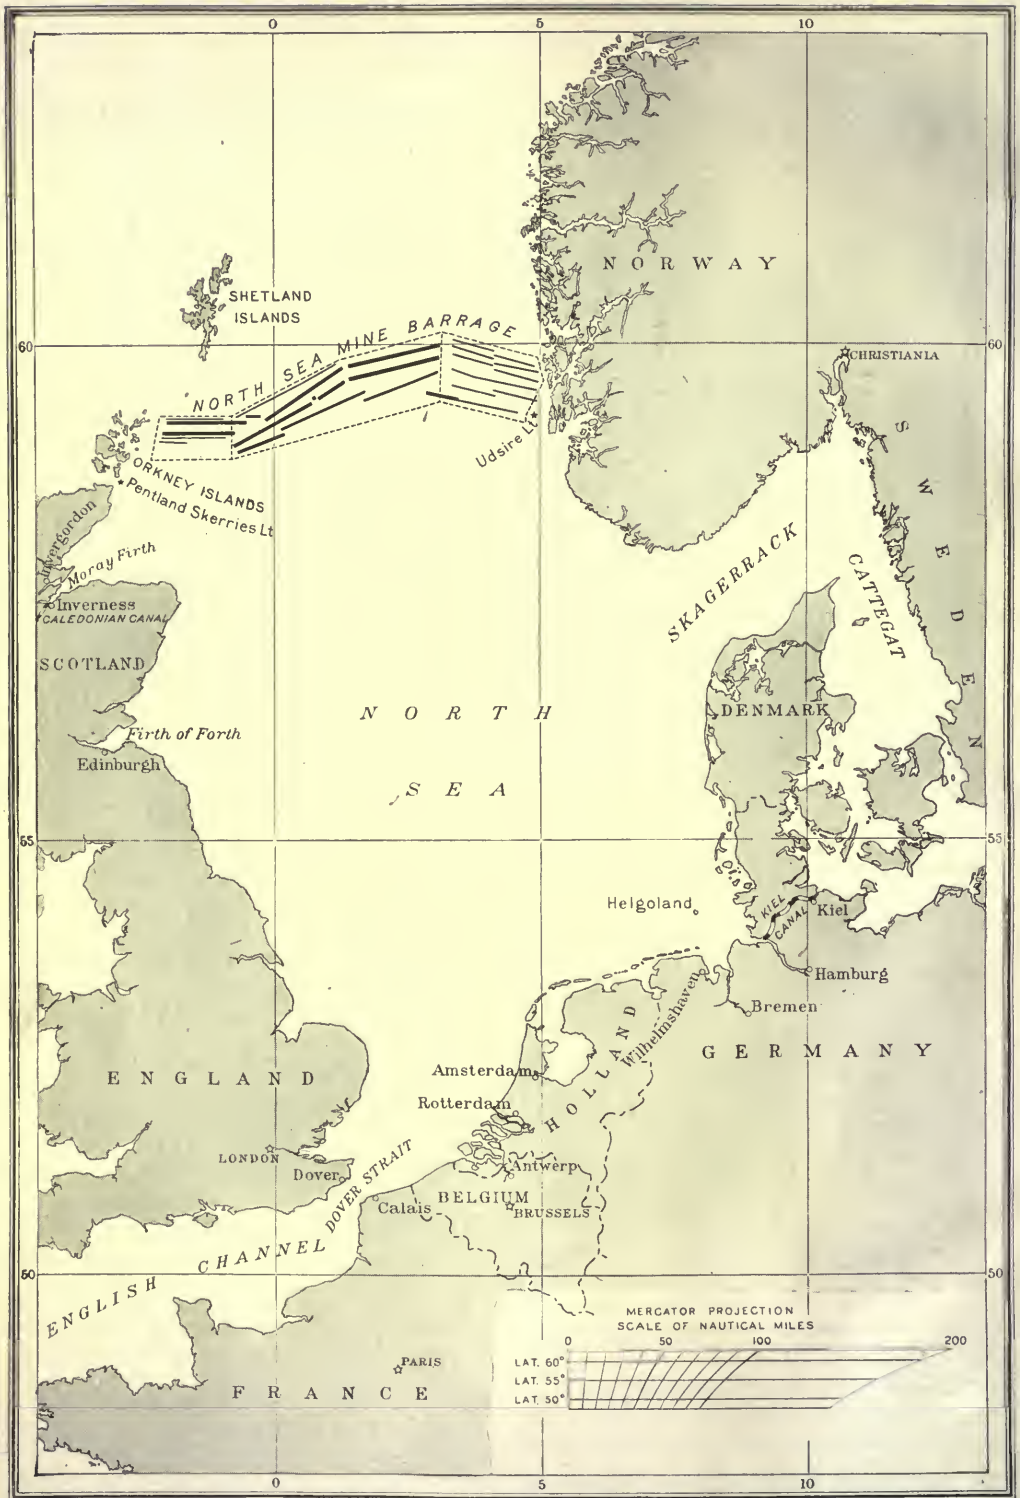 0 5 10
NORWAY
SHETLAND
ISLANDS
NORTH SEA MINE BARRAGE
60 60
CHRISTIANIA
Udsire Lt
ORKNEY ISLANDS
Pentland Skerries Lt
SWEDEN
Invergordon
Moray Firth
SKAGERRACK
CATTEGAT
Inverness
CALEDONIAN CANAL
SCOTLAND
NORTH
SEA
DENMARK
Firth of Forth
Edinburgh
55 55
Helgoland
KIEL
CANAL
Kiel
Hamburg
Bremen
Wilhelmshaven
HOLLAND
GERMANY
ENGLAND
Amsterdam
Rotterdam
LONDON
Dover
DOVER STRAIT
Antwerp
Calais
BELGIUM
BRUSSELS
ENGLISH CHANNEL
50 50
MERCATOR PROJECTION
SCALE OF NAUTICAL MILES
0 50 100 200
LAT. 60°
LAT. 55°
LAT. 50°
PARIS
FRANCE
0 5 10